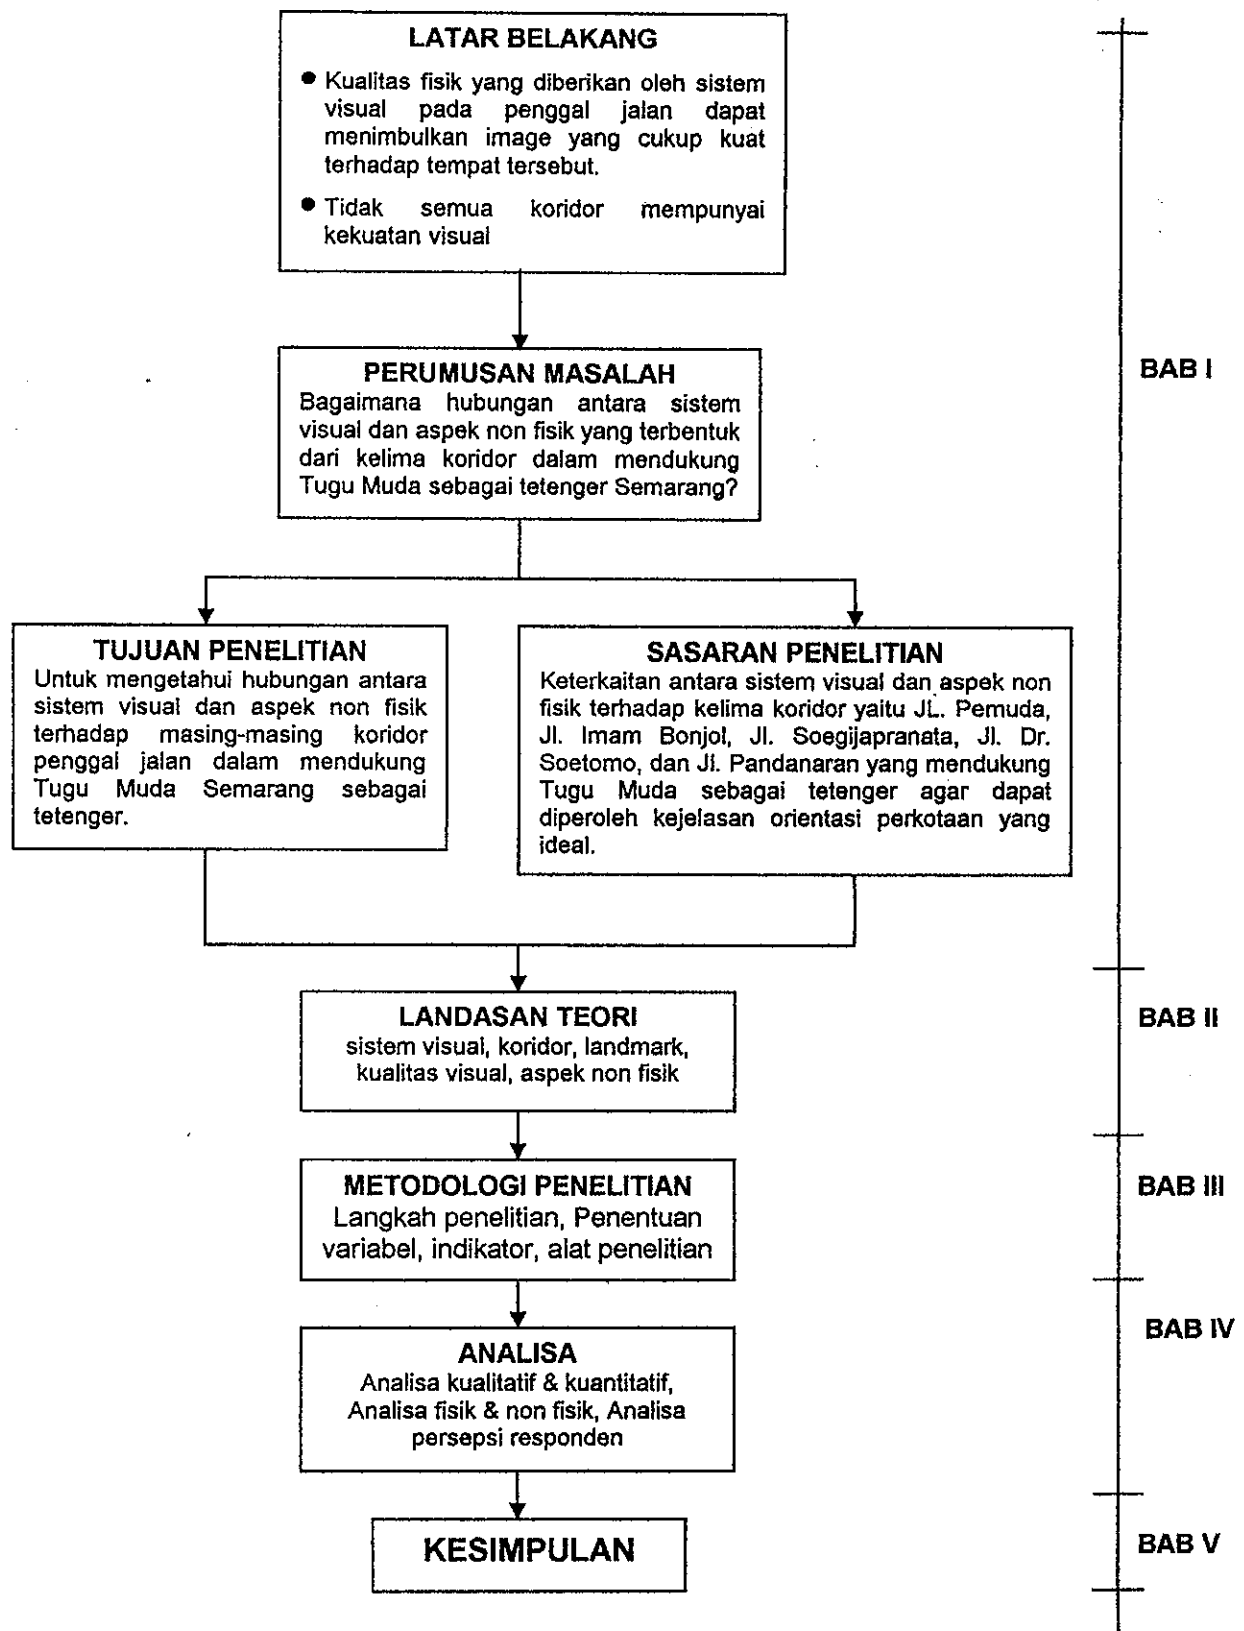 LATAR BELAKANG
● Kualitas fisik yang diberikan oleh sistem
visual pada penggal jalan dapat
menimbulkan image yang cukup kuat
terhadap tempat tersebut.
● Tidak semua koridor mempunyai
kekuatan visual
PERUMUSAN MASALAH
Bagaimana hubungan antara sistem
visual dan aspek non fisik yang terbentuk
dari kelima koridor dalam mendukung
Tugu Muda sebagai tetenger Semarang?
BAB I
TUJUAN PENELITIAN
Untuk mengetahui hubungan antara
sistem visual dan aspek non fisik
terhadap masing-masing koridor
penggal jalan dalam mendukung
Tugu Muda Semarang sebagai
tetenger.
SASARAN PENELITIAN
Keterkaitan antara sistem visual dan aspek non
fisik terhadap kelima koridor yaitu JL. Pemuda,
Jl. Imam Bonjol, Jl. Soegijapranata, Jl. Dr.
Soetomo, dan Jl. Pandanaran yang mendukung
Tugu Muda sebagai tetenger agar dapat
diperoleh kejelasan orientasi perkotaan yang
ideal.
LANDASAN TEORI
sistem visual, koridor, landmark,
kualitas visual, aspek non fisik
BAB II
METODOLOGI PENELITIAN
Langkah penelitian, Penentuan
variabel, indikator, alat penelitian
BAB III
ANALISA
Analisa kualitatif & kuantitatif,
Analisa fisik & non fisik, Analisa
persepsi responden
BAB IV
KESIMPULAN
BAB V